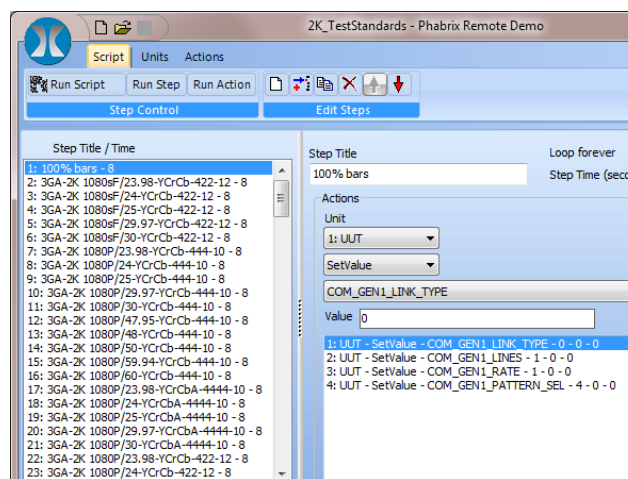 2K_TestStandards - Phabrix Remote Demo
Script Units Actions
Run Script Run Step Run Action
Step Control Edit Steps
Step Title / Time
1: 100% bars - 8
2: 3GA-2K 1080sF/23.98-YCrCb-422-12 - 8
3: 3GA-2K 1080sF/24-YCrCb-422-12 - 8
4: 3GA-2K 1080sF/25-YCrCb-422-12 - 8
5: 3GA-2K 1080sF/29.97-YCrCb-422-12 - 8
6: 3GA-2K 1080sF/30-YCrCb-422-12 - 8
7: 3GA-2K 1080P/23.98-YCrCb-444-10 - 8
8: 3GA-2K 1080P/24-YCrCb-444-10 - 8
9: 3GA-2K 1080P/25-YCrCb-444-10 - 8
10: 3GA-2K 1080P/29.97-YCrCb-444-10 - 8
11: 3GA-2K 1080P/30-YCrCb-444-10 - 8
12: 3GA-2K 1080P/47.95-YCrCb-444-10 - 8
13: 3GA-2K 1080P/48-YCrCb-444-10 - 8
14: 3GA-2K 1080P/50-YCrCb-444-10 - 8
15: 3GA-2K 1080P/59.94-YCrCb-444-10 - 8
16: 3GA-2K 1080P/60-YCrCb-444-10 - 8
17: 3GA-2K 1080P/23.98-YCrCbA-4444-10 - 8
18: 3GA-2K 1080P/24-YCrCbA-4444-10 - 8
19: 3GA-2K 1080P/25-YCrCbA-4444-10 - 8
20: 3GA-2K 1080P/29.97-YCrCbA-4444-10 - 8
21: 3GA-2K 1080P/30-YCrCbA-4444-10 - 8
22: 3GA-2K 1080P/23.98-YCrCb-422-12 - 8
23: 3GA-2K 1080P/24-YCrCb-422-12 - 8
Step Title Loop forever
100% bars Step Time (seco
Actions
Unit
1: UUT
SetValue
COM_GEN1_LINK_TYPE
Value 0
1: UUT - SetValue - COM_GEN1_LINK_TYPE - 0 - 0 - 0
2: UUT - SetValue - COM_GEN1_LINES - 1 - 0 - 0
3: UUT - SetValue - COM_GEN1_RATE - 1 - 0 - 0
4: UUT - SetValue - COM_GEN1_PATTERN_SEL - 4 - 0 - 0